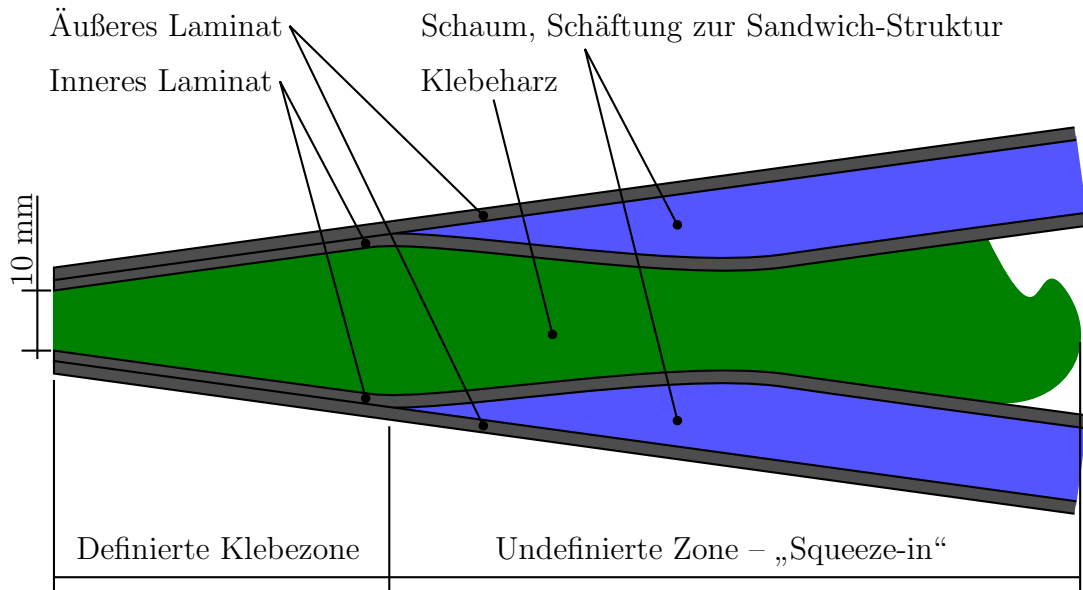 Äußeres Laminat
Schaum, Schäftung zur Sandwich-Struktur
Inneres Laminat
Klebeharz
10 mm
Definierte Klebezone
Undefinierte Zone – „Squeeze-in“